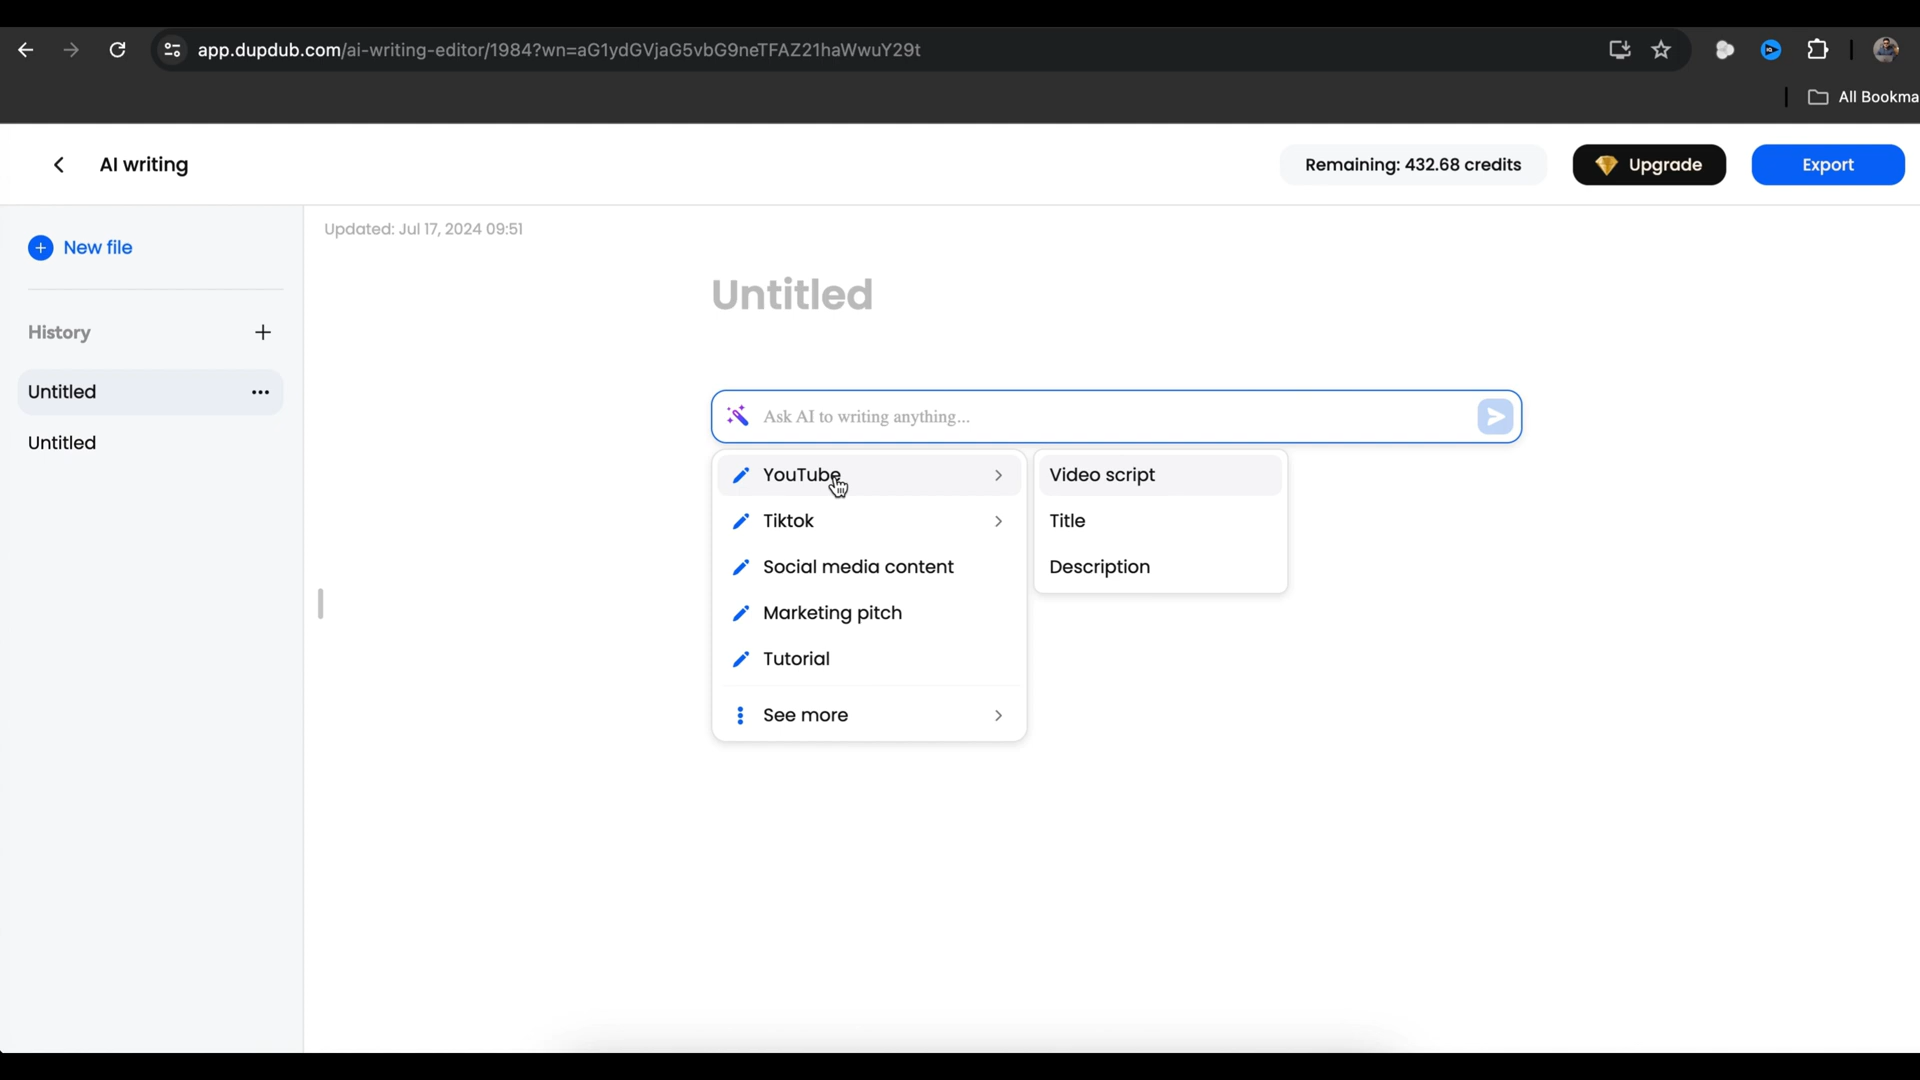 app.dupdub.com/ai-writing-editor/1984?wn=aG1ydGVjaG5vbG9neTFAZ21haWwuY29t
All Bookma
AI writing
Remaining: 432.68 credits
Upgrade
Export
New file
History
Untitled
Untitled
Updated: Jul 17, 2024 09:51
Untitled
Ask AI to writing anything...
YouTube
Tiktok
Social media content
Marketing pitch
Tutorial
See more
Video script
Title
Description